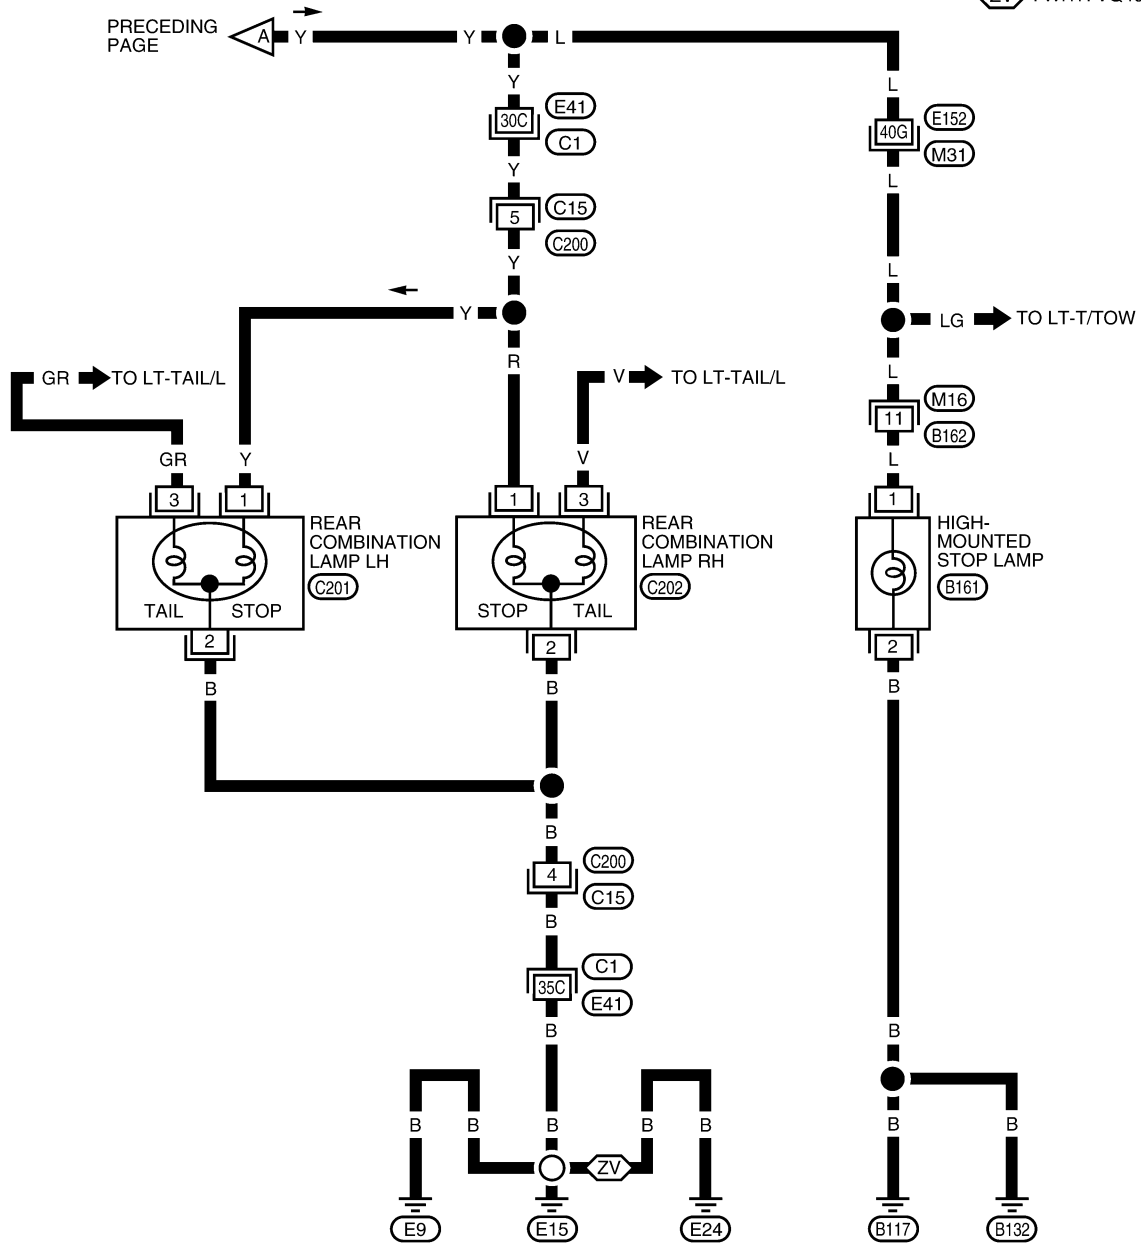 PRECEDING
PAGE
A
Y
Y
L
Y
L
30C
E41
C1
40G
E152
M31
Y
L
5
C15
C200
Y
L
Y
LG
TO LT-T/TOW
R
L
GR
TO LT-TAIL/L
V
TO LT-TAIL/L
11
M16
B162
GR
Y
V
L
3
1
1
3
1
REAR
COMBINATION
LAMP LH
C201
REAR
COMBINATION
LAMP RH
C202
HIGH-
MOUNTED
STOP LAMP
B161
TAIL
STOP
STOP
TAIL
2
2
2
B
B
B
B
4
C200
C15
B
35C
C1
E41
B
B
B
B
B
B
B
B
B
ZV
E9
E15
E24
B117
B132